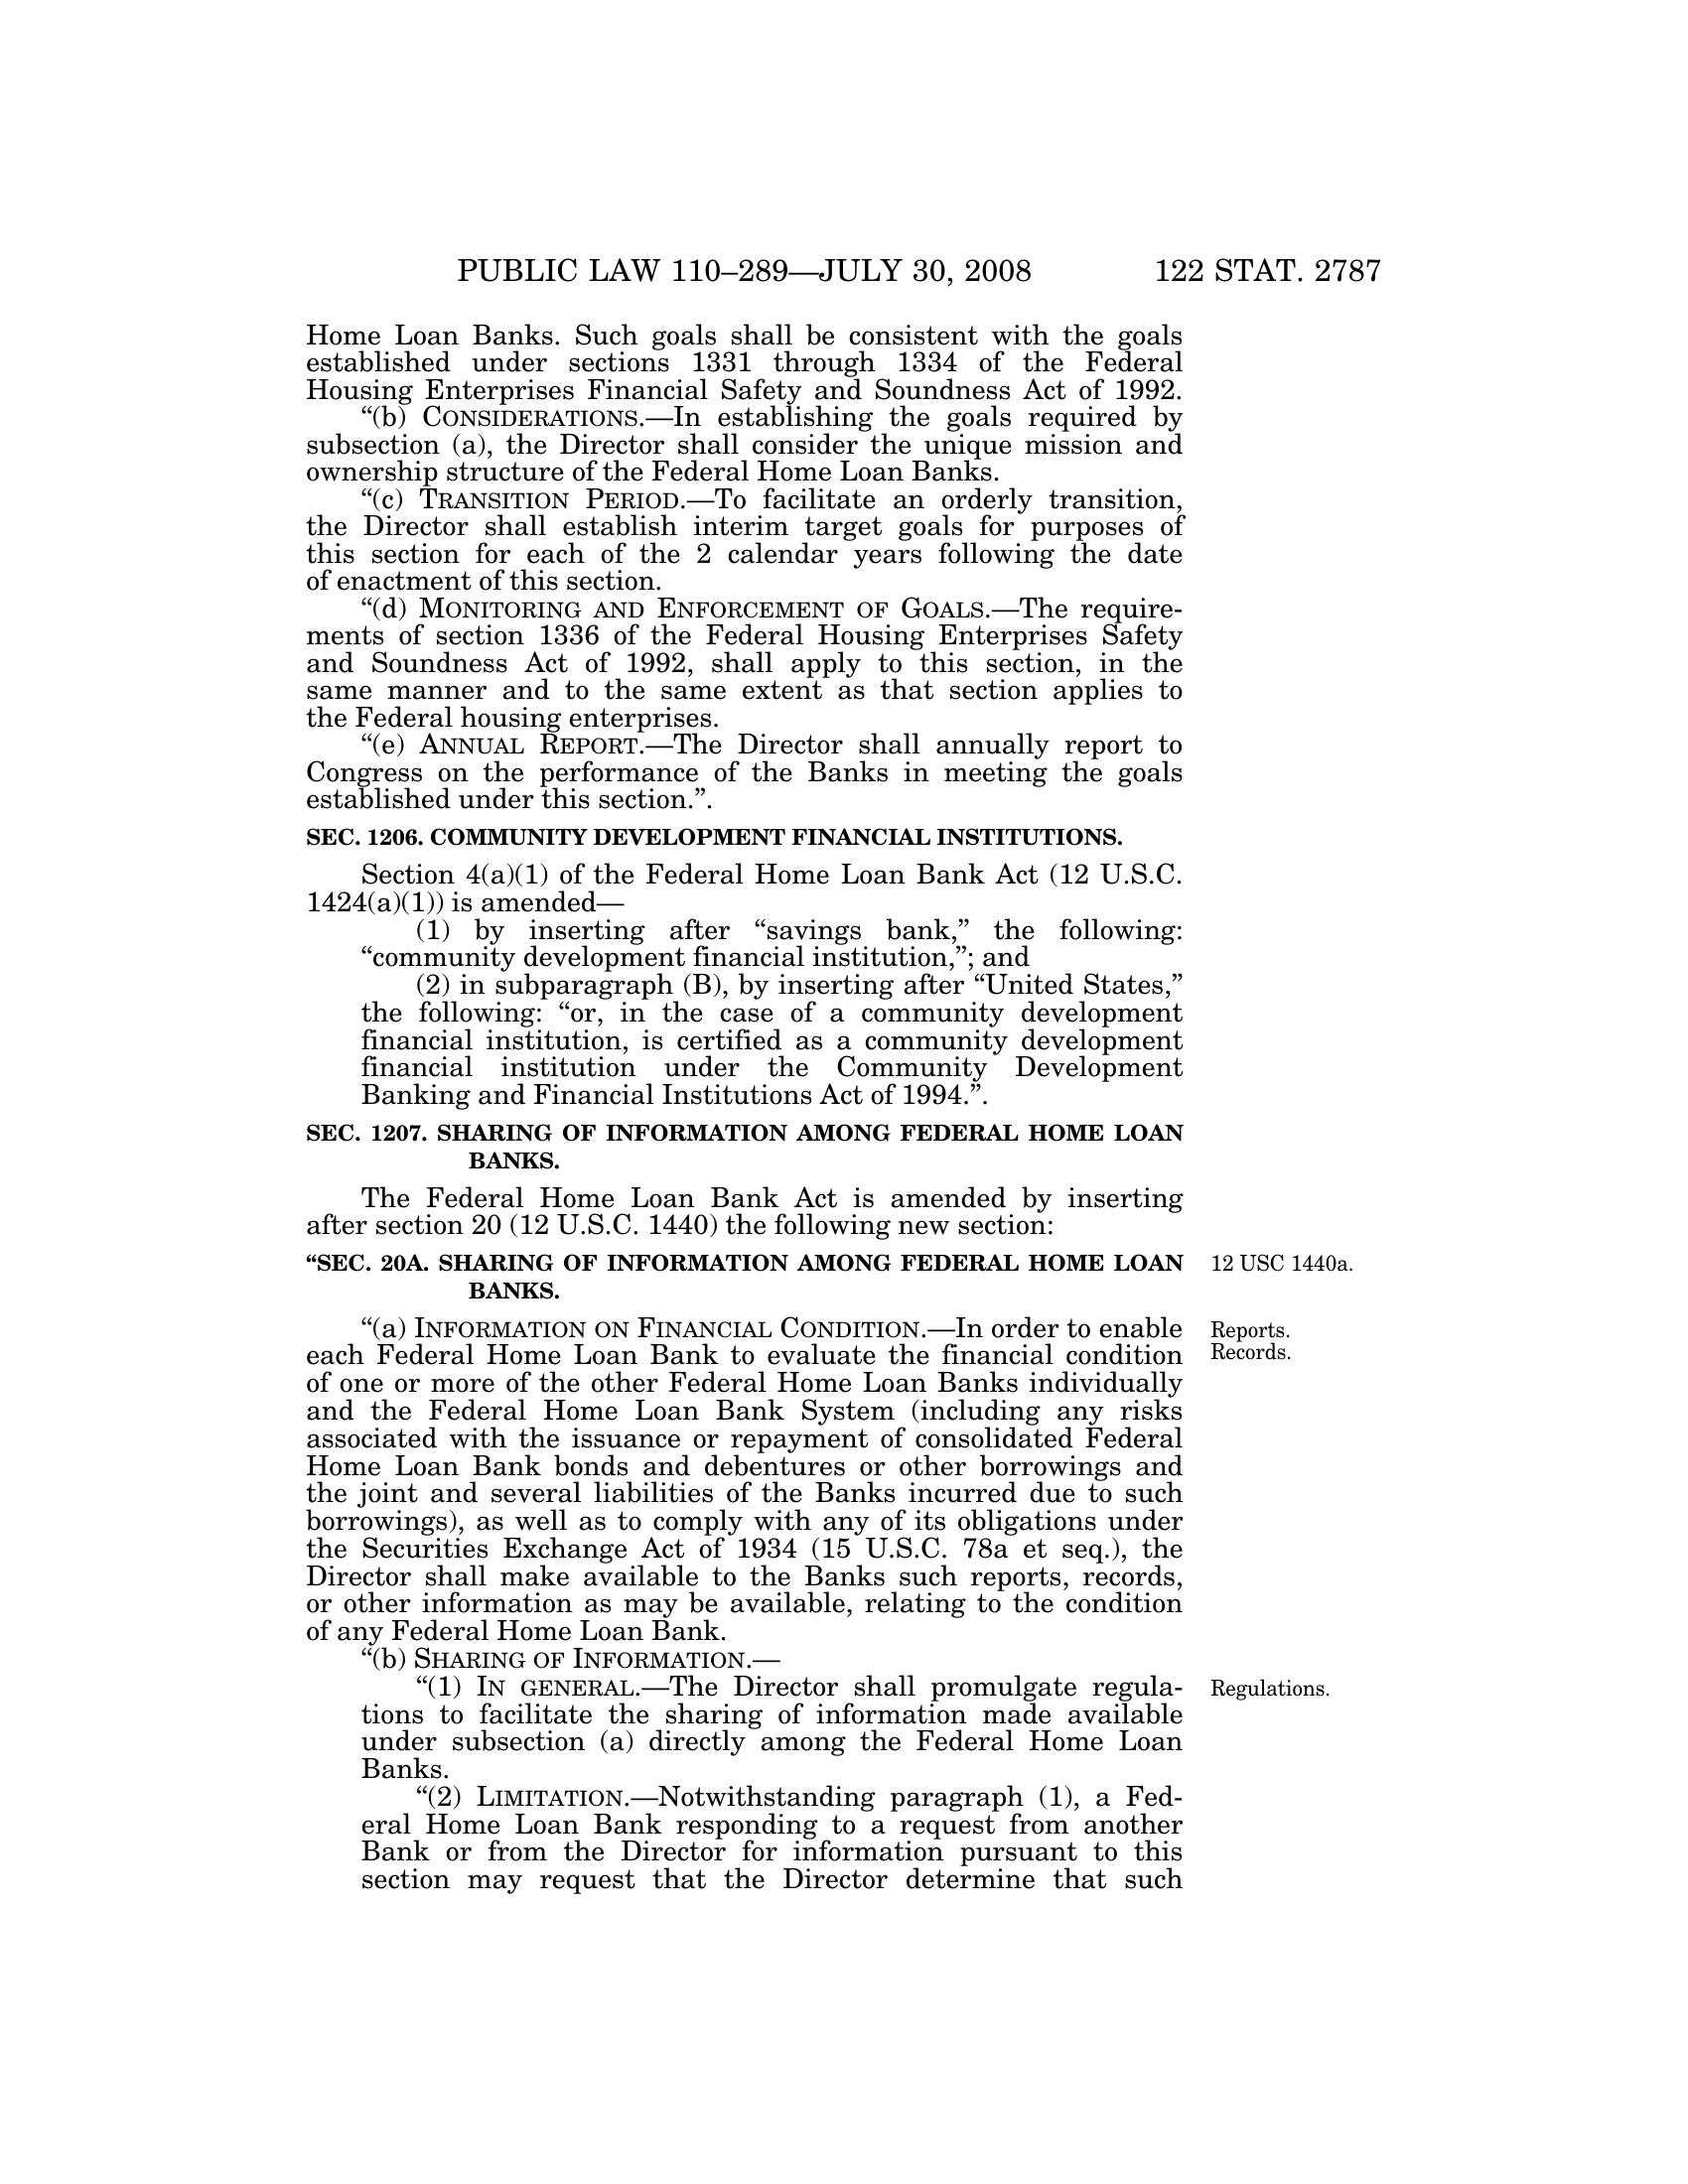 PUBLIC LAW 110–289—JULY 30, 2008 122 STAT. 2787
Home Loan Banks. Such goals shall be consistent with the goals
established under sections 1331 through 1334 of the Federal
Housing Enterprises Financial Safety and Soundness Act of 1992.
“(b) CONSIDERATIONS.—In establishing the goals required by
subsection (a), the Director shall consider the unique mission and
ownership structure of the Federal Home Loan Banks.
“(c) TRANSITION PERIOD.—To facilitate an orderly transition,
the Director shall establish interim target goals for purposes of
this section for each of the 2 calendar years following the date
of enactment of this section.
“(d) MONITORING AND ENFORCEMENT OF GOALS.—The require-
ments of section 1336 of the Federal Housing Enterprises Safety
and Soundness Act of 1992, shall apply to this section, in the
same manner and to the same extent as that section applies to
the Federal housing enterprises.
“(e) ANNUAL REPORT.—The Director shall annually report to
Congress on the performance of the Banks in meeting the goals
established under this section.”.
SEC. 1206. COMMUNITY DEVELOPMENT FINANCIAL INSTITUTIONS.
Section 4(a)(1) of the Federal Home Loan Bank Act (12 U.S.C.
1424(a)(1)) is amended—
(1) by inserting after “savings bank,” the following:
“community development financial institution,”; and
(2) in subparagraph (B), by inserting after “United States,”
the following: “or, in the case of a community development
financial institution, is certified as a community development
financial institution under the Community Development
Banking and Financial Institutions Act of 1994.”.
SEC. 1207. SHARING OF INFORMATION AMONG FEDERAL HOME LOAN
BANKS.
The Federal Home Loan Bank Act is amended by inserting
after section 20 (12 U.S.C. 1440) the following new section:
“SEC. 20A. SHARING OF INFORMATION AMONG FEDERAL HOME LOAN
BANKS.
12 USC 1440a.
“(a) INFORMATION ON FINANCIAL CONDITION.—In order to enable
each Federal Home Loan Bank to evaluate the financial condition
of one or more of the other Federal Home Loan Banks individually
and the Federal Home Loan Bank System (including any risks
associated with the issuance or repayment of consolidated Federal
Home Loan Bank bonds and debentures or other borrowings and
the joint and several liabilities of the Banks incurred due to such
borrowings), as well as to comply with any of its obligations under
the Securities Exchange Act of 1934 (15 U.S.C. 78a et seq.), the
Director shall make available to the Banks such reports, records,
or other information as may be available, relating to the condition
of any Federal Home Loan Bank.
Reports.
Records.
“(b) SHARING OF INFORMATION.—
“(1) IN GENERAL.—The Director shall promulgate regula-
tions to facilitate the sharing of information made available
under subsection (a) directly among the Federal Home Loan
Banks.
Regulations.
“(2) LIMITATION.—Notwithstanding paragraph (1), a Fed-
eral Home Loan Bank responding to a request from another
Bank or from the Director for information pursuant to this
section may request that the Director determine that such